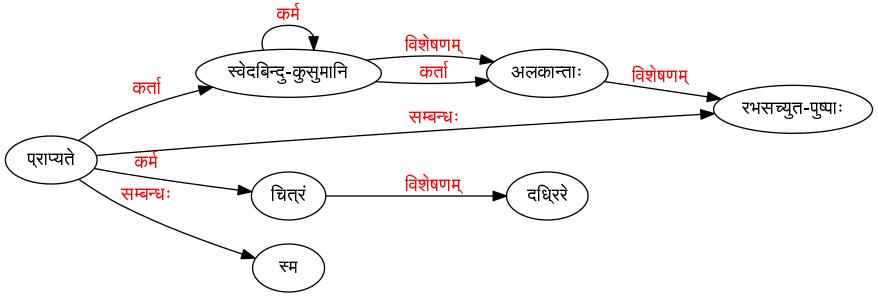 कर्म
स्वेदबिन्दु-कुसुमानि
विशेषणम्
कर्ता
अलकान्ताः
विशेषणम्
रभसच्युत-पुष्पाः
कर्ता
सम्बन्धः
प्राप्यते
कर्म
चित्रं
विशेषणम्
दध्रिरे
सम्बन्धः
स्म